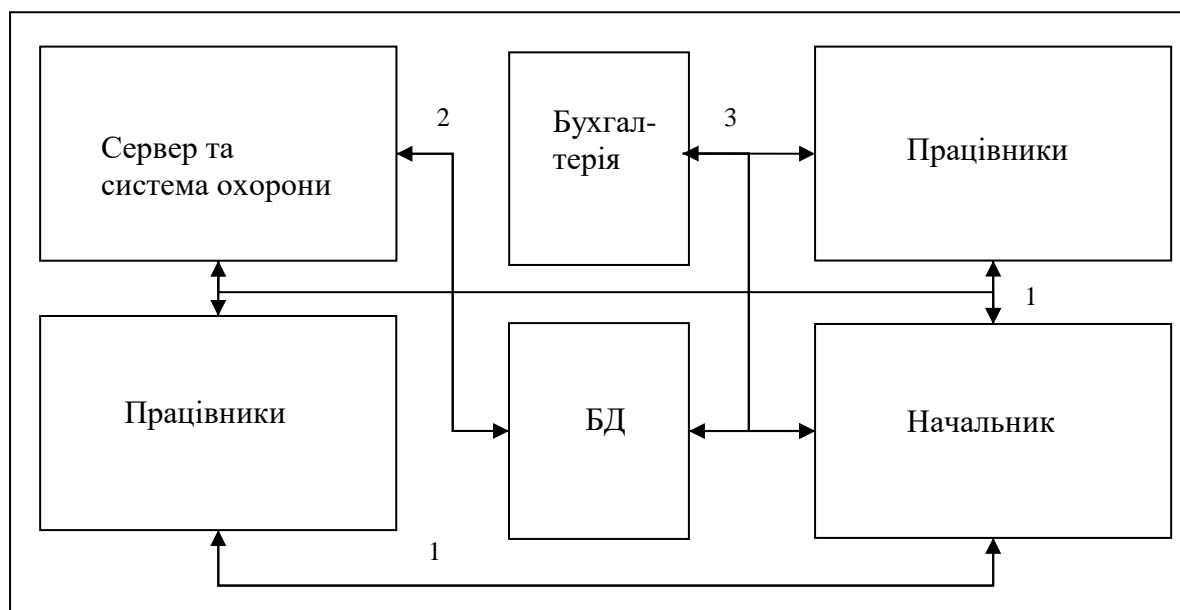 2
Бухгал-
терія
3
Сервер та
система охорони
Працівники
1
Працівники
БД
Начальник
1